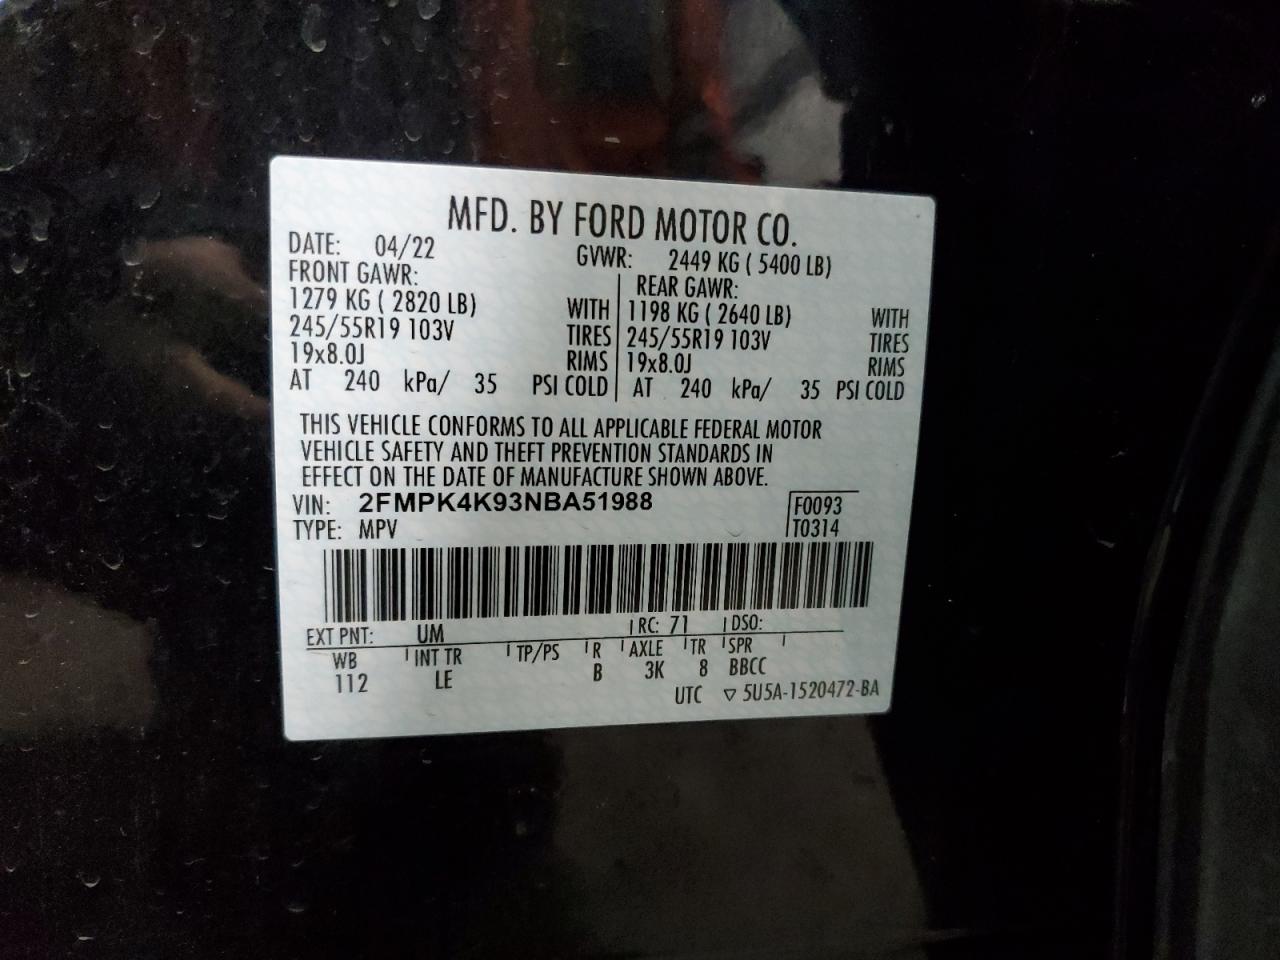 MFD. BY FORD MOTOR CO.
DATE: 04/22 GVWR: 2449 KG ( 5400 LB)
FRONT GAWR: REAR GAWR:
1279 KG ( 2820 LB) WITH 1198 KG ( 2640 LB) WITH
245/55R19 103V TIRES 245/55R19 103V TIRES
19x8.0J RIMS 19x8.0J RIMS
AT 240 kPa/ 35 PSI COLD AT 240 kPa/ 35 PSI COLD
THIS VEHICLE CONFORMS TO ALL APPLICABLE FEDERAL MOTOR
VEHICLE SAFETY AND THEFT PREVENTION STANDARDS IN
EFFECT ON THE DATE OF MANUFACTURE SHOWN ABOVE.
VIN: 2FMPK4K93NBA51988 F0093
TYPE: MPV T0314
EXT PNT: UM RC: 71 DSO:
WB INT TR TP/PS R AXLE TR SPR
112 LE B 3K 8 BBCC
UTC ▽ 5U5A-1520472-BA